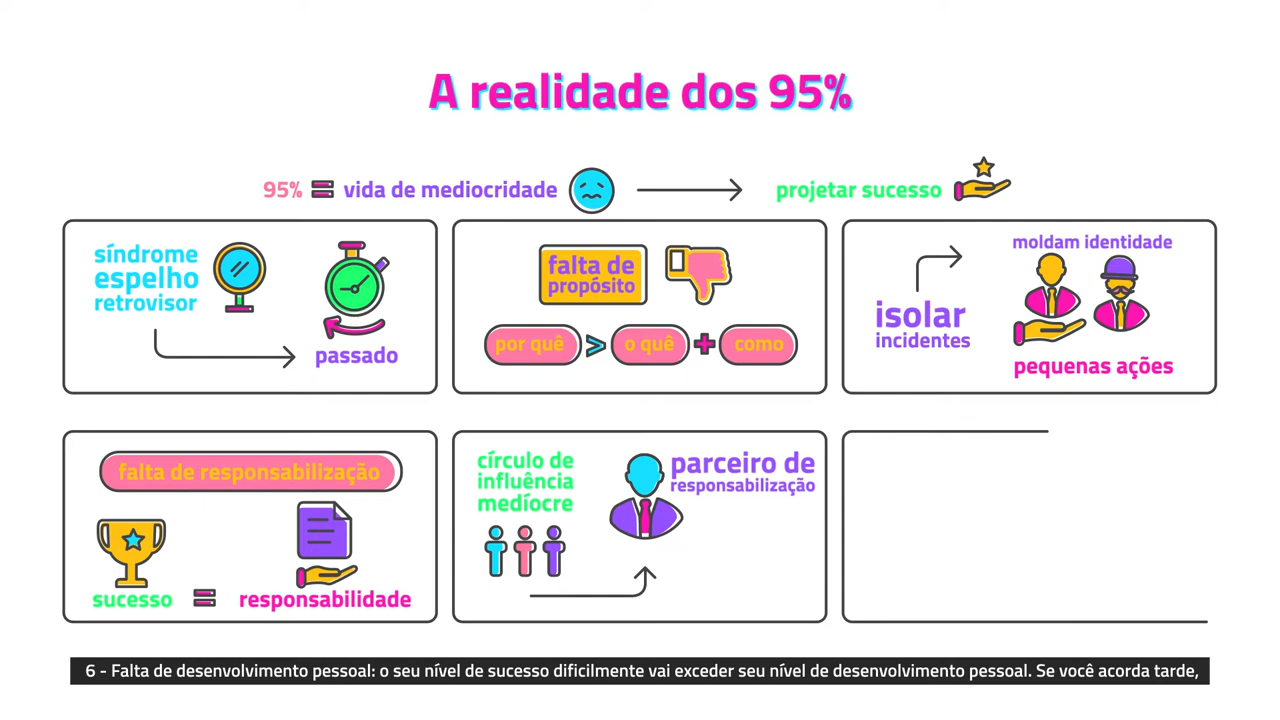 A realidade dos 95%
95% = vida de mediocridade
projetar sucesso
síndrome
espelho
retrovisor
passado
falta de
propósito
por quê > o quê + como
isolar
incidentes
moldam identidade
pequenas ações
falta de responsabilização
sucesso = responsabilidade
círculo de
influência
medíocre
parceiro de
responsabilização
6 - Falta de desenvolvimento pessoal: o seu nível de sucesso dificilmente vai exceder seu nível de desenvolvimento pessoal. Se você acorda tarde,